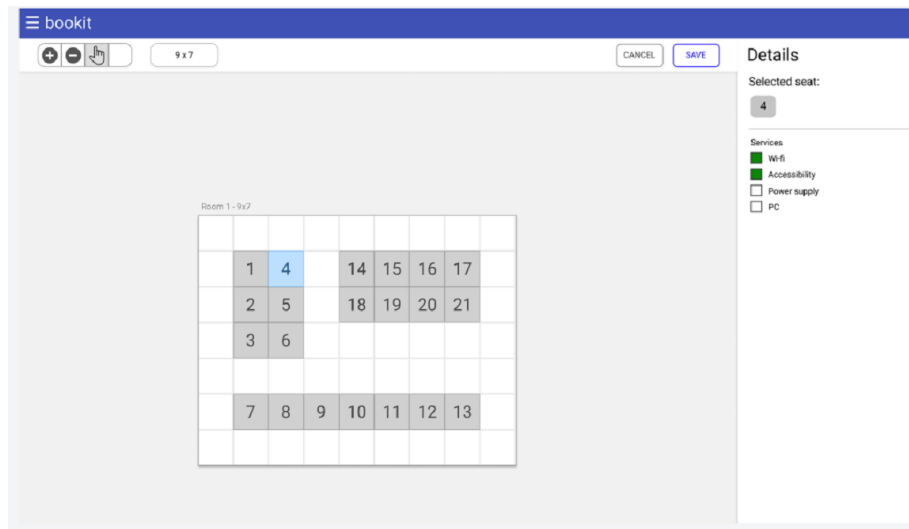 ☰ bookit
9 x 7
CANCEL
SAVE
Details
Selected seat:
4
Services
Wi-fi
Accessibility
Power supply
PC
Room 1 - 9x7
1 4 14 15 16 17
2 5 18 19 20 21
3 6
7 8 9 10 11 12 13